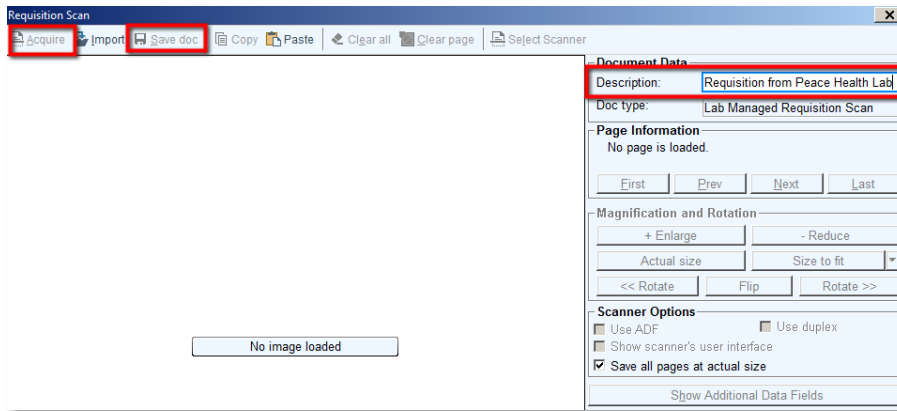 Requisition Scan
Acquire Import Save doc Copy Paste Clear all Clear page Select Scanner
Document Data
Description: Requisition from Peace Health Lab
Doc type: Lab Managed Requisition Scan
Page Information
No page is loaded.
First Prev Next Last
Magnification and Rotation
+ Enlarge - Reduce
Actual size Size to fit
<< Rotate Flip Rotate >>
Scanner Options
Use ADF Use duplex
Show scanner's user interface
Save all pages at actual size
No image loaded
Show Additional Data Fields